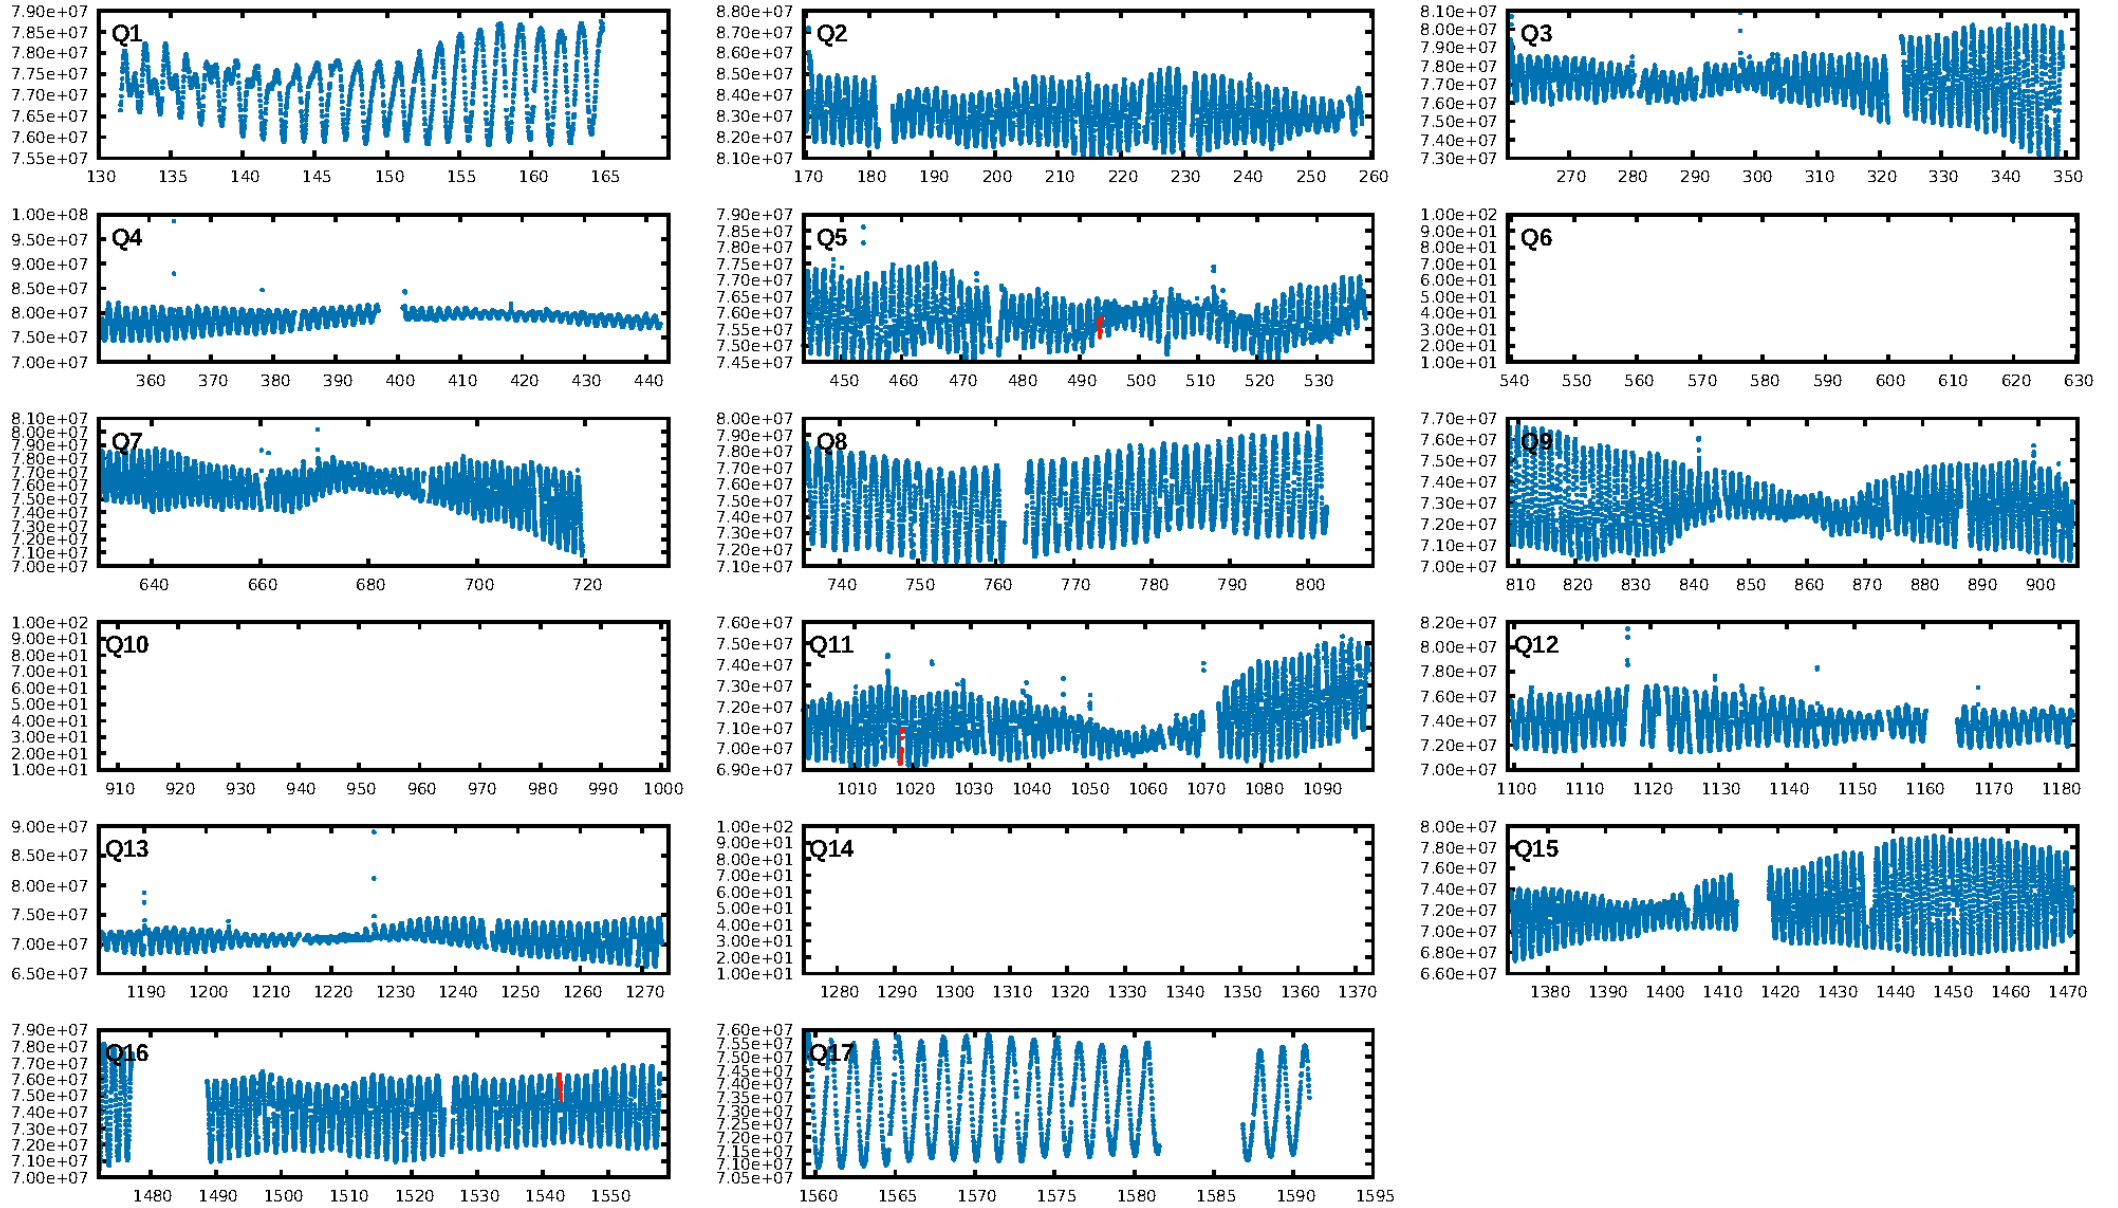 Q1
7.90e+07
7.85e+07
7.80e+07
7.75e+07
7.70e+07
7.65e+07
7.60e+07
7.55e+07
130 135 140 145 150 155 160 165
Q2
8.80e+07
8.70e+07
8.60e+07
8.50e+07
8.40e+07
8.30e+07
8.20e+07
8.10e+07
170 180 190 200 210 220 230 240 250 260
Q3
8.10e+07
8.00e+07
7.90e+07
7.80e+07
7.70e+07
7.60e+07
7.50e+07
7.40e+07
7.30e+07
270 280 290 300 310 320 330 340 350
Q4
1.00e+08
9.50e+07
9.00e+07
8.50e+07
8.00e+07
7.50e+07
7.00e+07
360 370 380 390 400 410 420 430 440
Q5
7.90e+07
7.85e+07
7.80e+07
7.75e+07
7.70e+07
7.65e+07
7.60e+07
7.55e+07
7.50e+07
7.45e+07
450 460 470 480 490 500 510 520 530
Q6
1.00e+02
9.00e+01
8.00e+01
7.00e+01
6.00e+01
5.00e+01
4.00e+01
3.00e+01
2.00e+01
1.00e+01
540 550 560 570 580 590 600 610 620 630
Q7
8.10e+07
8.00e+07
7.90e+07
7.80e+07
7.70e+07
7.60e+07
7.50e+07
7.40e+07
7.30e+07
7.20e+07
7.10e+07
7.00e+07
640 660 680 700 720
Q8
8.00e+07
7.90e+07
7.80e+07
7.70e+07
7.60e+07
7.50e+07
7.40e+07
7.30e+07
7.20e+07
7.10e+07
740 750 760 770 780 790 800
Q9
7.70e+07
7.60e+07
7.50e+07
7.40e+07
7.30e+07
7.20e+07
7.10e+07
7.00e+07
810 820 830 840 850 860 870 880 890 900
Q10
1.00e+02
9.00e+01
8.00e+01
7.00e+01
6.00e+01
5.00e+01
4.00e+01
3.00e+01
2.00e+01
1.00e+01
910 920 930 940 950 960 970 980 990 1000
Q11
7.60e+07
7.50e+07
7.40e+07
7.30e+07
7.20e+07
7.10e+07
7.00e+07
6.90e+07
1010 1020 1030 1040 1050 1060 1070 1080 1090
Q12
8.20e+07
8.00e+07
7.80e+07
7.60e+07
7.40e+07
7.20e+07
7.00e+07
1100 1110 1120 1130 1140 1150 1160 1170 1180
Q13
9.00e+07
8.50e+07
8.00e+07
7.50e+07
7.00e+07
6.50e+07
1190 1200 1210 1220 1230 1240 1250 1260 1270
Q14
1.00e+02
9.00e+01
8.00e+01
7.00e+01
6.00e+01
5.00e+01
4.00e+01
3.00e+01
2.00e+01
1.00e+01
1280 1290 1300 1310 1320 1330 1340 1350 1360 1370
Q15
8.00e+07
7.80e+07
7.60e+07
7.40e+07
7.20e+07
7.00e+07
6.80e+07
6.60e+07
1380 1390 1400 1410 1420 1430 1440 1450 1460 1470
Q16
7.90e+07
7.80e+07
7.70e+07
7.60e+07
7.50e+07
7.40e+07
7.30e+07
7.20e+07
7.10e+07
7.00e+07
1480 1490 1500 1510 1520 1530 1540 1550
Q17
7.60e+07
7.55e+07
7.50e+07
7.45e+07
7.40e+07
7.35e+07
7.30e+07
7.25e+07
7.20e+07
7.15e+07
7.10e+07
7.05e+07
1560 1565 1570 1575 1580 1585 1590 1595